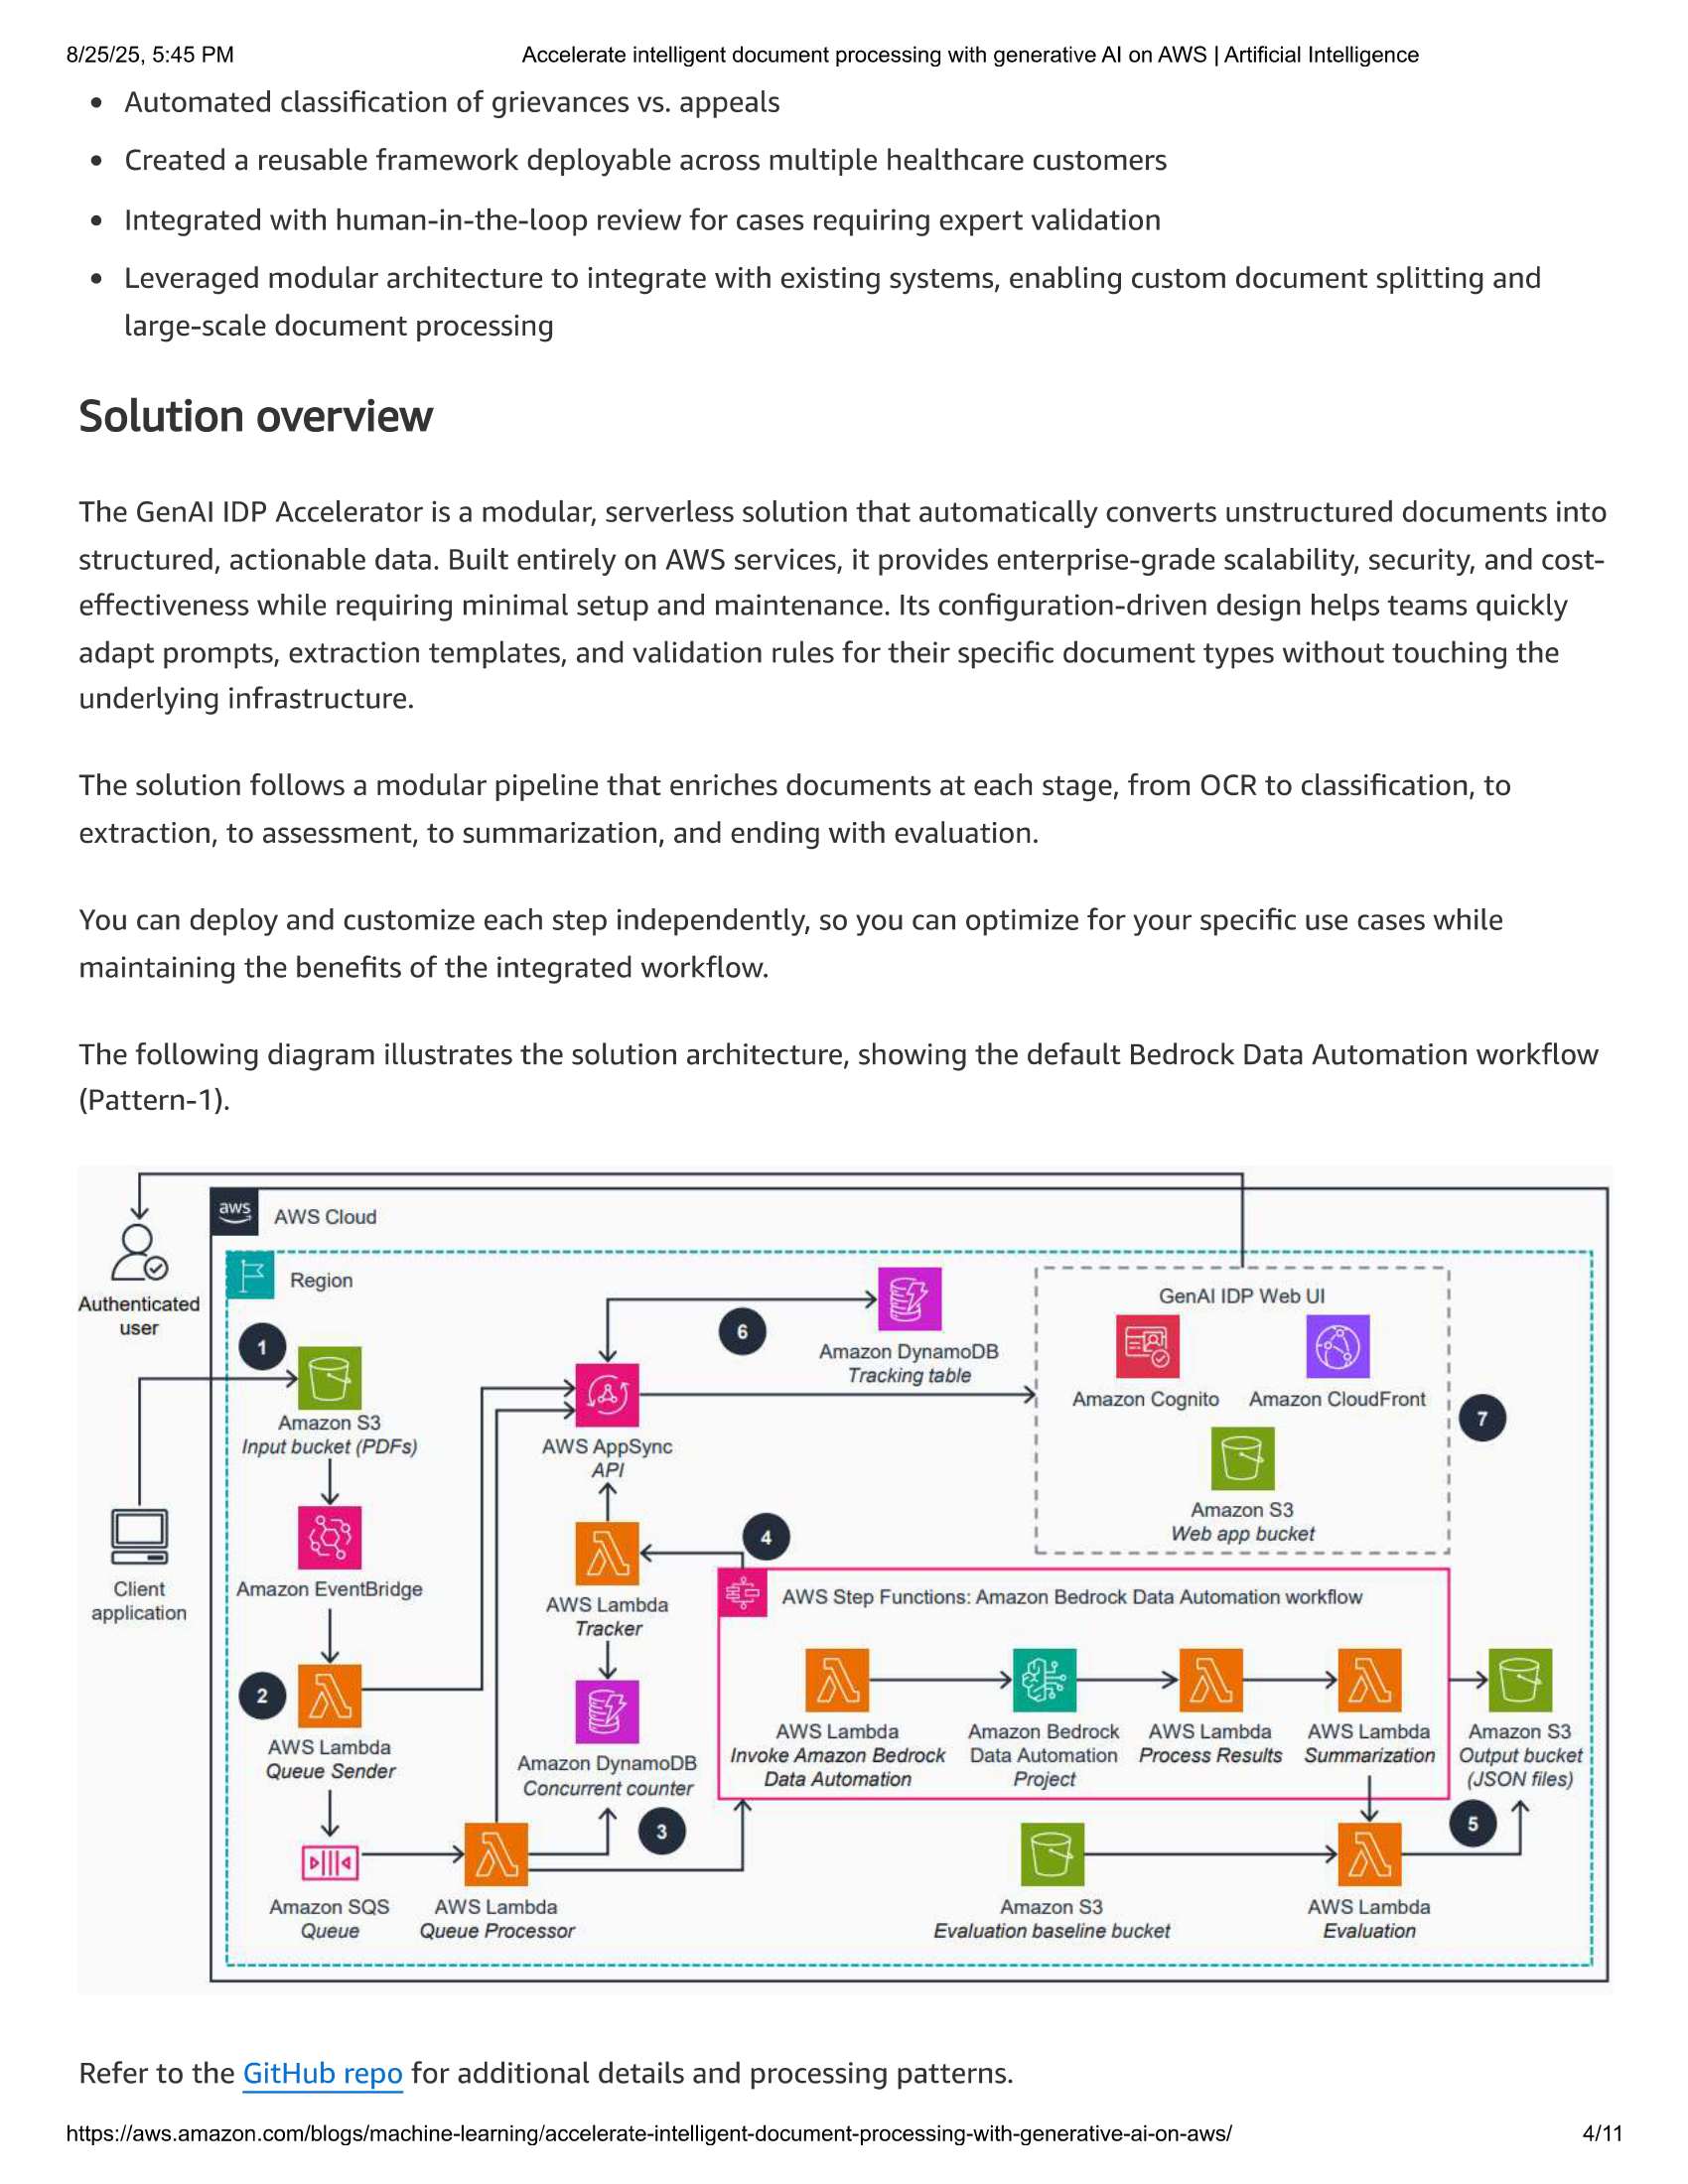 8/25/25, 5:45 PM
Accelerate intelligent document processing with generative AI on AWS | Artificial Intelligence
• Automated classification of grievances vs. appeals
• Created a reusable framework deployable across multiple healthcare customers
• Integrated with human-in-the-loop review for cases requiring expert validation
• Leveraged modular architecture to integrate with existing systems, enabling custom document splitting and
large-scale document processing
Solution overview
The GenAI IDP Accelerator is a modular, serverless solution that automatically converts unstructured documents into
structured, actionable data. Built entirely on AWS services, it provides enterprise-grade scalability, security, and cost-
effectiveness while requiring minimal setup and maintenance. Its configuration-driven design helps teams quickly
adapt prompts, extraction templates, and validation rules for their specific document types without touching the
underlying infrastructure.
The solution follows a modular pipeline that enriches documents at each stage, from OCR to classification, to
extraction, to assessment, to summarization, and ending with evaluation.
You can deploy and customize each step independently, so you can optimize for your specific use cases while
maintaining the benefits of the integrated workflow.
The following diagram illustrates the solution architecture, showing the default Bedrock Data Automation workflow
(Pattern-1).
aws
AWS Cloud
Region
Authenticated
user
1
Amazon S3
Input bucket (PDFs)
Client
application
Amazon EventBridge
2
AWS Lambda
Queue Sender
Amazon SQS
Queue
AWS Lambda
Queue Processor
3
Amazon DynamoDB
Concurrent counter
AWS Lambda
Tracker
4
AWS AppSync
API
6
Amazon DynamoDB
Tracking table
GenAI IDP Web UI
Amazon Cognito
Amazon CloudFront
Amazon S3
Web app bucket
7
AWS Step Functions: Amazon Bedrock Data Automation workflow
AWS Lambda
Invoke Amazon Bedrock
Data Automation
Amazon Bedrock
Data Automation
Project
AWS Lambda
Process Results
AWS Lambda
Summarization
Amazon S3
Output bucket
(JSON files)
5
Amazon S3
Evaluation baseline bucket
AWS Lambda
Evaluation
Refer to the GitHub repo for additional details and processing patterns.
https://aws.amazon.com/blogs/machine-learning/accelerate-intelligent-document-processing-with-generative-ai-on-aws/
4/11